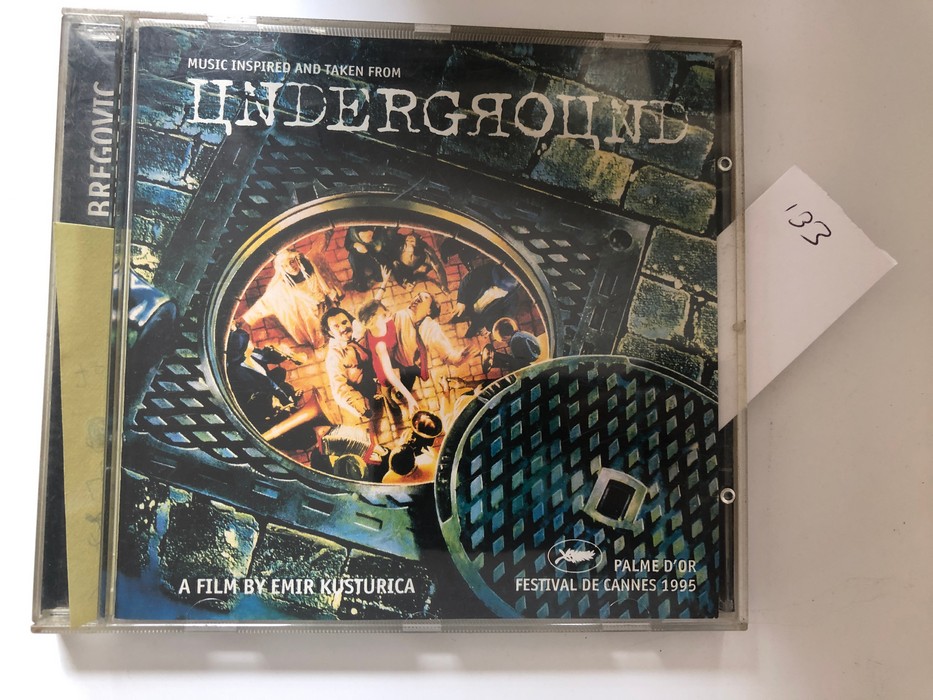 BREGOVIC
MUSIC INSPIRED AND TAKEN FROM
UNDERGROUND
133
A FILM BY EMIR KUSTURICA
PALME D'OR
FESTIVAL DE CANNES 1995